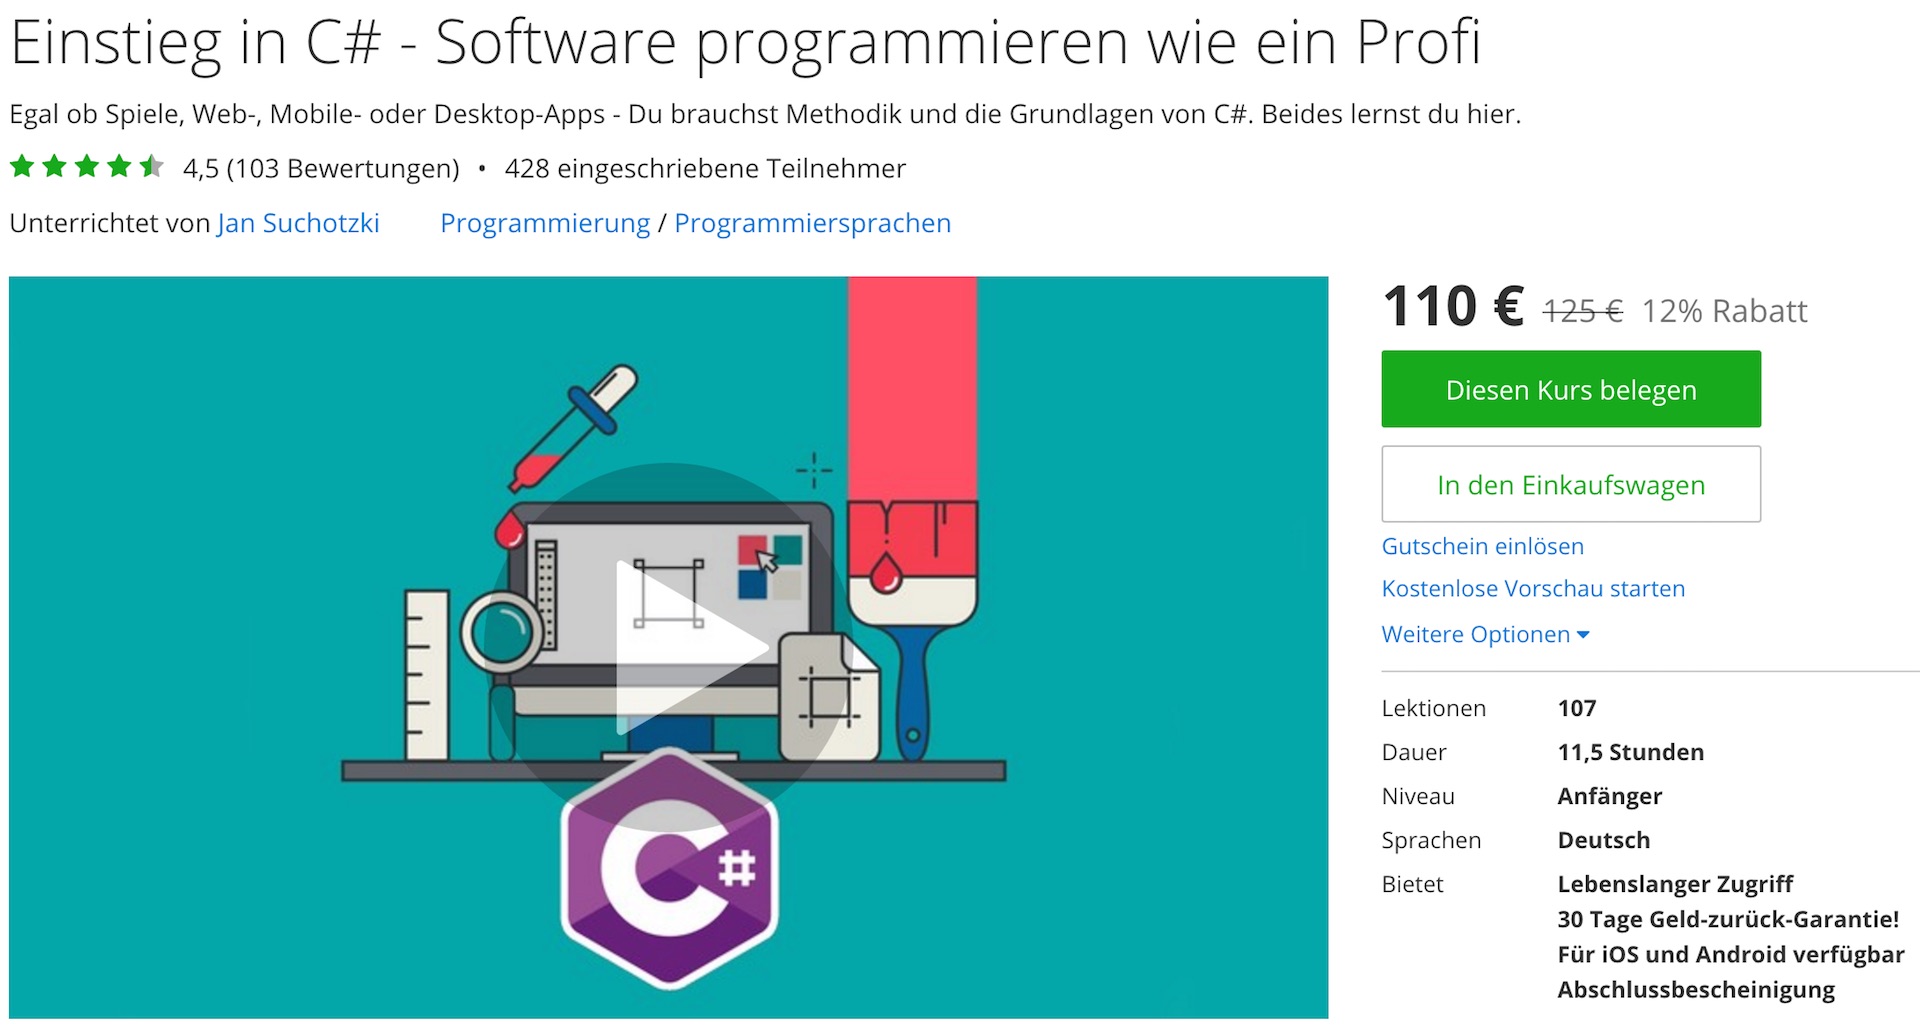 Einstieg in C# - Software programmieren wie ein Profi
Egal ob Spiele, Web-, Mobile- oder Desktop-Apps - Du brauchst Methodik und die Grundlagen von C#. Beides lernst du hier.
4,5 (103 Bewertungen) • 428 eingeschriebene Teilnehmer
Unterrichtet von Jan Suchotzki Programmierung / Programmiersprachen
110 € 125 € 12% Rabatt
Diesen Kurs belegen
In den Einkaufswagen
Gutschein einlösen
Kostenlose Vorschau starten
Weitere Optionen
Lektionen 107
Dauer 11,5 Stunden
Niveau Anfänger
Sprachen Deutsch
Bietet Lebenslanger Zugriff
30 Tage Geld-zurück-Garantie!
Für iOS und Android verfügbar
Abschlussbescheinigung
C#